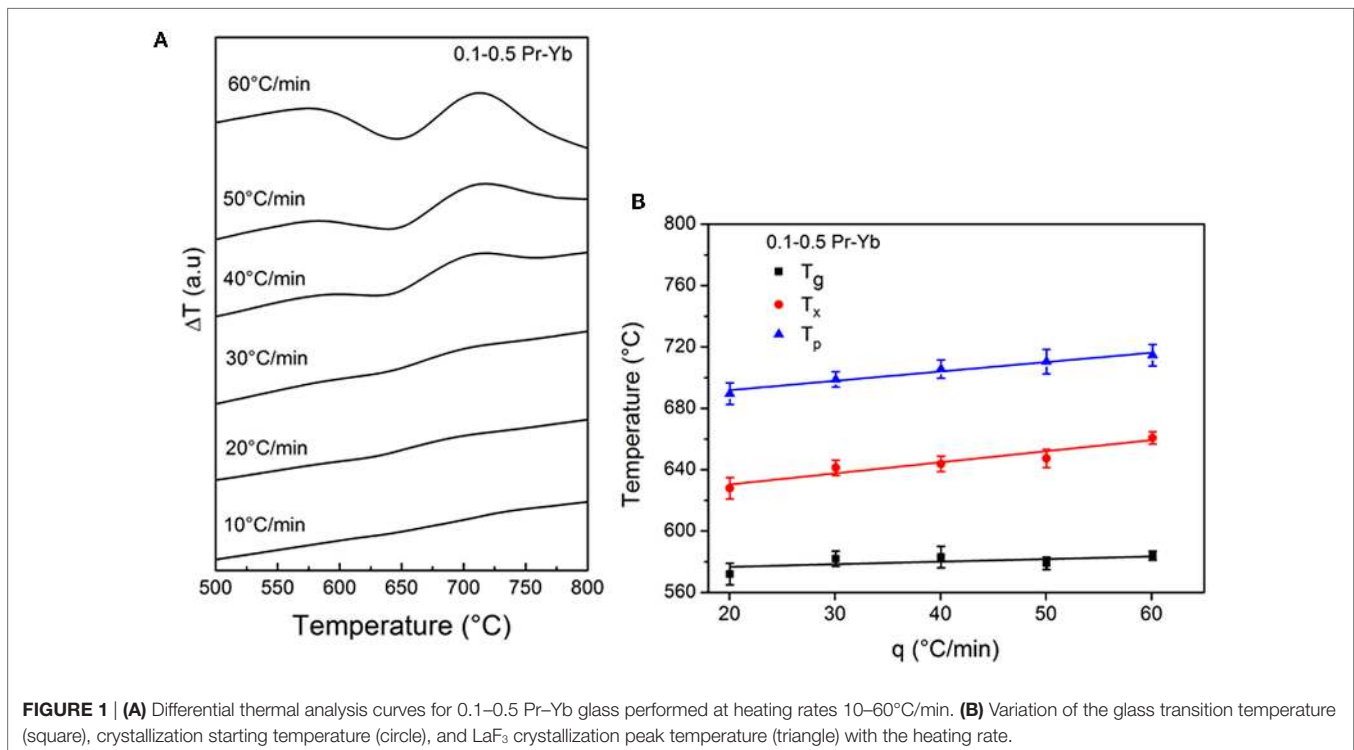 A
0.1-0.5 Pr-Yb
60°C/min
50°C/min
40°C/min
30°C/min
20°C/min
10°C/min
ΔT (a.u)
500 550 600 650 700 750 800
Temperature (°C)
B
0.1-0.5 Pr-Yb
Tg
Tx
Tp
800
760
720
680
640
600
560
Temperature (°C)
20 30 40 50 60
q (°C/min)
FIGURE 1 | (A) Differential thermal analysis curves for 0.1–0.5 Pr–Yb glass performed at heating rates 10–60°C/min. (B) Variation of the glass transition temperature
(square), crystallization starting temperature (circle), and LaF₃ crystallization peak temperature (triangle) with the heating rate.